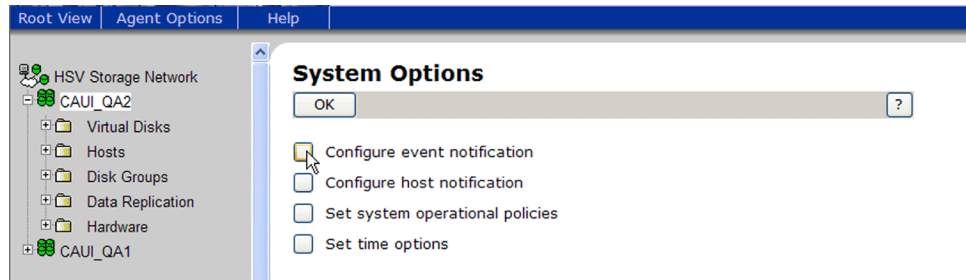 Root View Agent Options Help
HSV Storage Network
CAUI_QA2
Virtual Disks
Hosts
Disk Groups
Data Replication
Hardware
CAUI_QA1
System Options
OK ?
Configure event notification
Configure host notification
Set system operational policies
Set time options